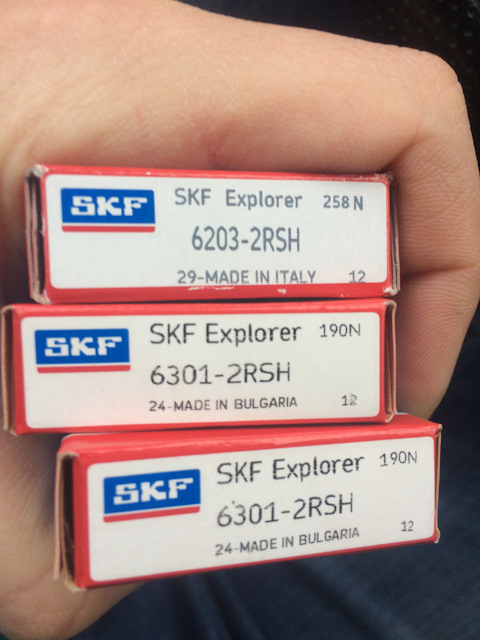 SKF SKF Explorer 258 N
6203-2RSH
29-MADE IN ITALY 12
SKF SKF Explorer 190N
6301-2RSH
24-MADE IN BULGARIA 12
SKF SKF Explorer 190N
6301-2RSH
24-MADE IN BULGARIA 12